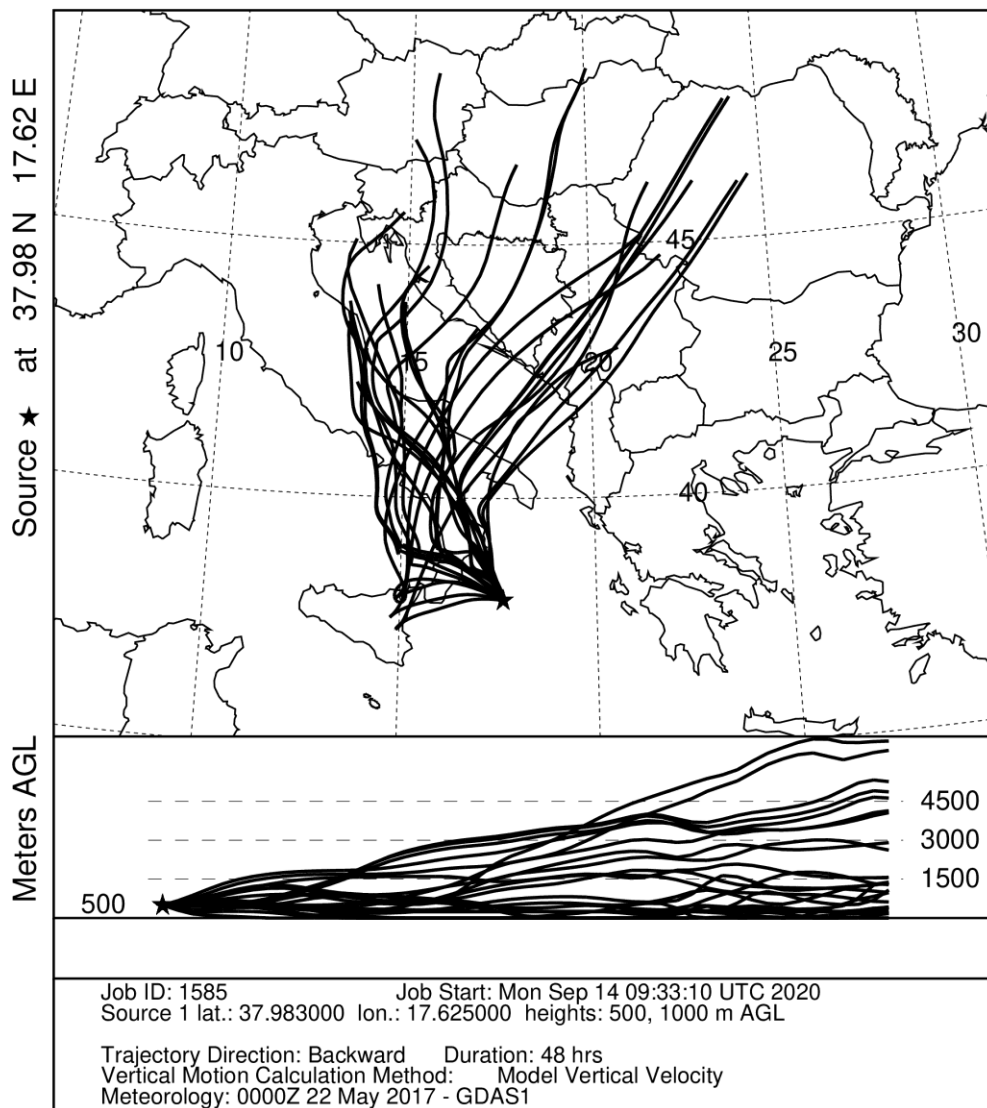 Source ★ at 37.98 N 17.62 E
10
15
20
25
30
45
40
Meters AGL
500
4500
3000
1500
Job ID: 1585 Job Start: Mon Sep 14 09:33:10 UTC 2020
Source 1 lat.: 37.983000 lon.: 17.625000 heights: 500, 1000 m AGL
Trajectory Direction: Backward Duration: 48 hrs
Vertical Motion Calculation Method: Model Vertical Velocity
Meteorology: 0000Z 22 May 2017 - GDAS1